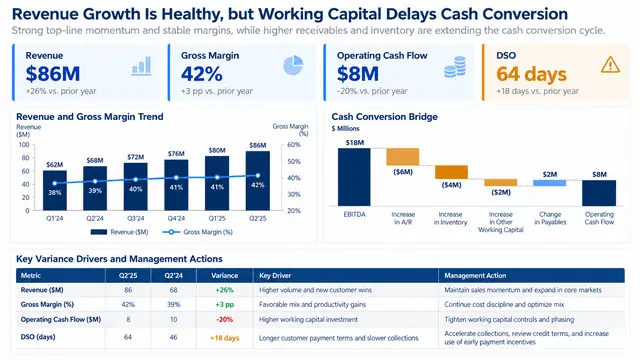 Revenue Growth Is Healthy, but Working Capital Delays Cash Conversion
Strong top-line momentum and stable margins, while higher receivables and inventory are extending the cash conversion cycle.
Revenue
$86M
+26% vs. prior year
Gross Margin
42%
+3 pp vs. prior year
Operating Cash Flow
$8M
-20% vs. prior year
DSO
64 days
+18 days vs. prior year
Revenue and Gross Margin Trend
Revenue
($M)
Gross Margin
(%)
100
80
60
40
20
0
60%
50%
40%
30%
20%
$62M
$68M
$72M
$76M
$80M
$86M
38%
39%
40%
41%
41%
42%
Q1'24
Q2'24
Q3'24
Q4'24
Q1'25
Q2'25
Revenue ($M)
Gross Margin (%)
Cash Conversion Bridge
$ Millions
$18M
($6M)
($4M)
($2M)
$2M
$8M
EBITDA
Increase
in A/R
Increase
in Inventory
Increase
in Other
Working Capital
Change
in Payables
Operating
Cash Flow
Key Variance Drivers and Management Actions
Metric Q2'25 Q2'24 Variance Key Driver Management Action
Revenue ($M) 86 68 +26% Higher volume and new customer wins Maintain sales momentum and expand in core markets
Gross Margin (%) 42% 39% +3 pp Favorable mix and productivity gains Continue cost discipline and optimize mix
Operating Cash Flow ($M) 8 10 -20% Higher working capital investment Tighten working capital controls and phasing
DSO (days) 64 46 +18 days Longer customer payment terms and slower collections Accelerate collections, review credit terms, and increase
use of early payment incentives